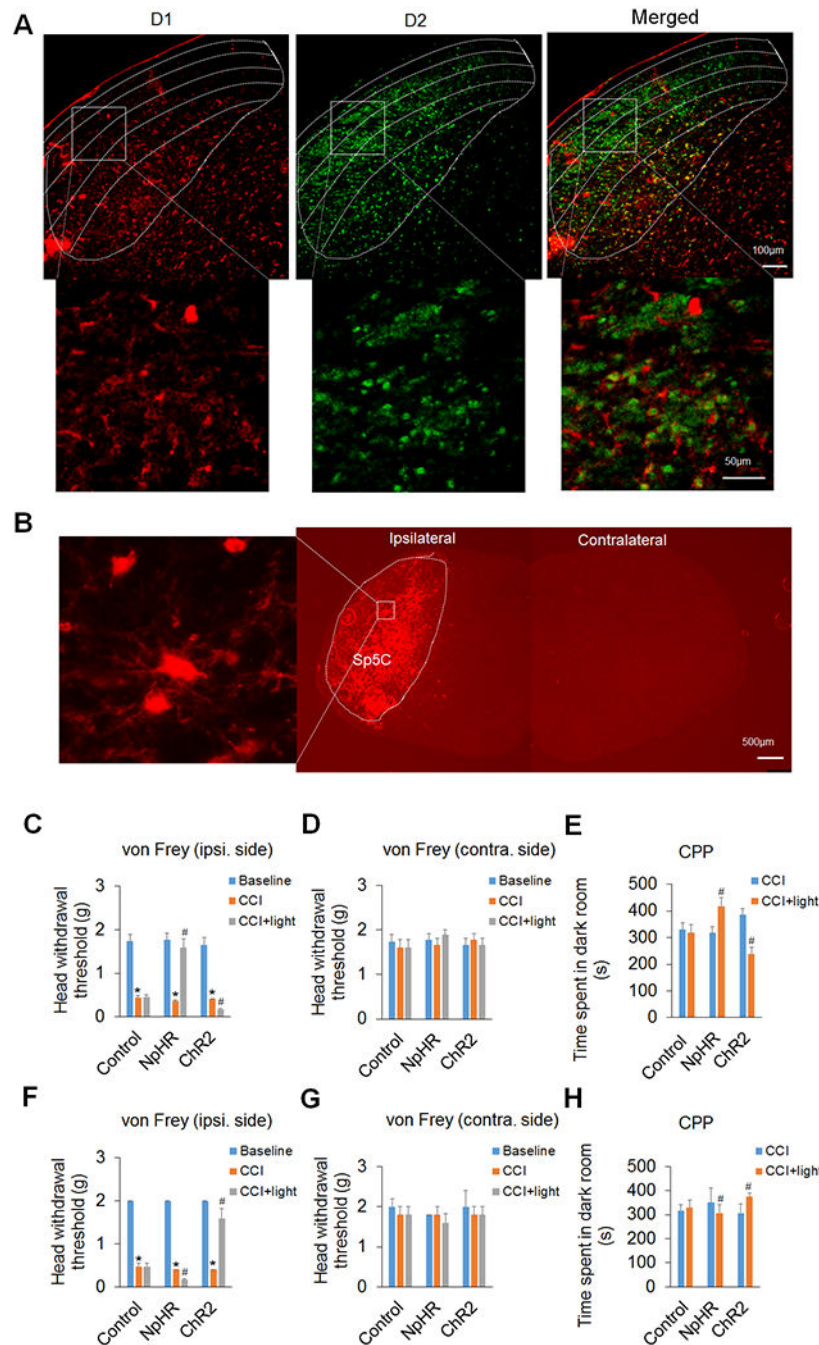 A
D1
D2
Merged
100µm
50µm
B
Ipsilateral
Contralateral
Sp5C
500µm
C
von Frey (ipsi. side)
Head withdrawal
threshold (g)
3
2
1
0
Baseline
CCI
CCI+light
*
*
#
*
#
Control
NpHR
ChR2
D
von Frey (contra. side)
Head withdrawal
threshold (g)
3
2
1
0
Baseline
CCI
CCI+light
Control
NpHR
ChR2
E
CPP
Time spent in dark room
(s)
500
400
300
200
100
0
CCI
CCI+light
#
#
Control
NpHR
ChR2
F
von Frey (ipsi. side)
Head withdrawal
threshold (g)
3
2
1
0
Baseline
CCI
CCI+light
*
*
#
*
#
Control
NpHR
ChR2
G
von Frey (contra. side)
Head withdrawal
threshold (g)
3
2
1
0
Baseline
CCI
CCI+light
Control
NpHR
ChR2
H
CPP
Time spent in dark room
(s)
500
400
300
200
100
0
CCI
CCI+light
#
#
Control
NpHR
ChR2